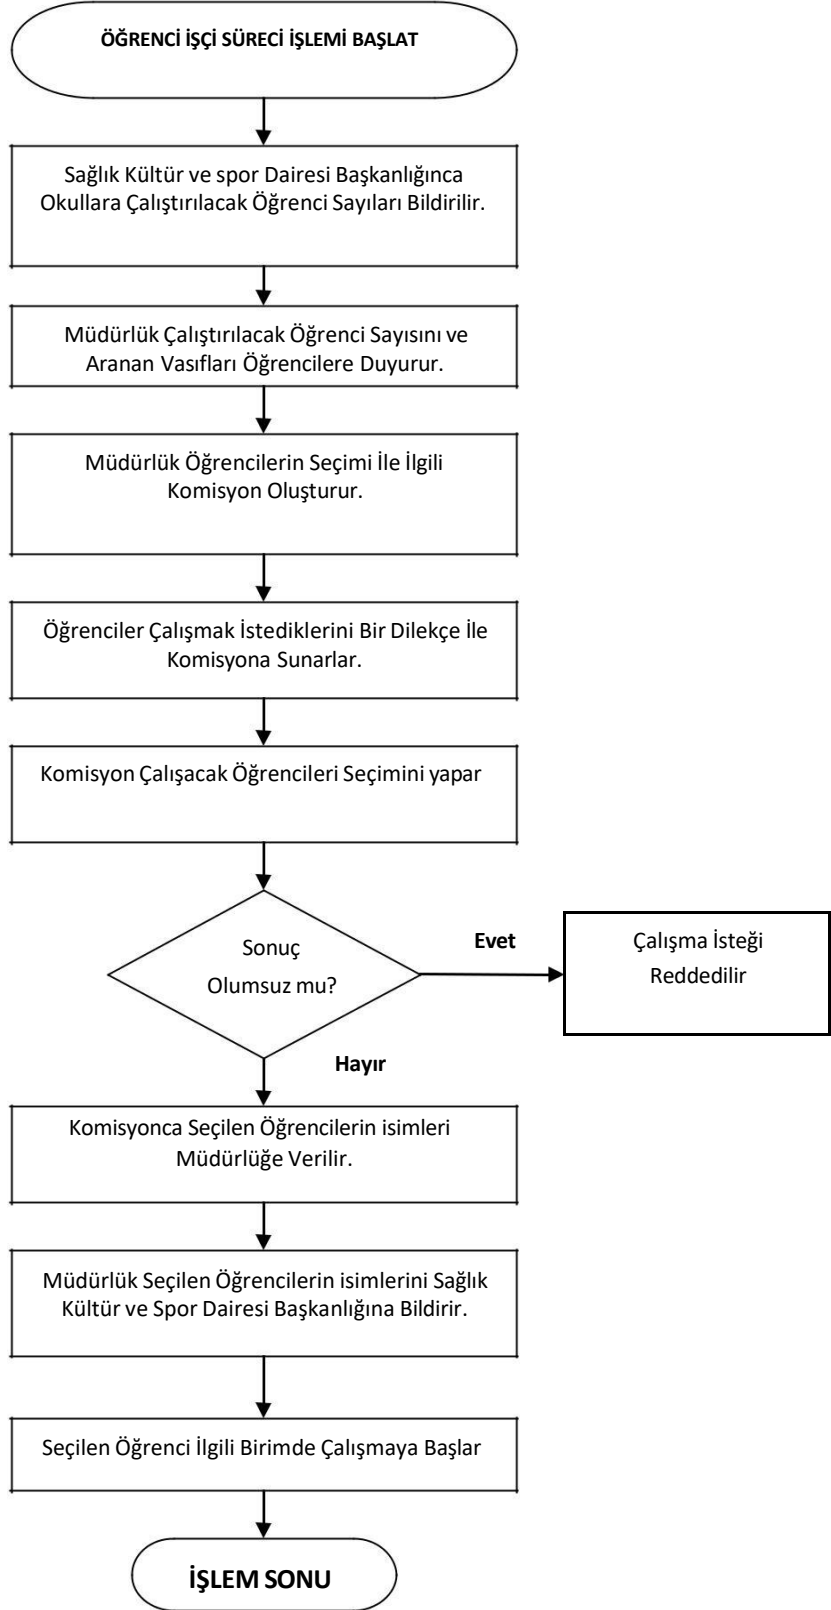 ÖĞRENCİ İŞÇİ SÜRECİ İŞLEMİ BAŞLAT
Sağlık Kültür ve spor Dairesi Başkanlığınca
Okullara Çalıştırılacak Öğrenci Sayıları Bildirilir.
Müdürlük Çalıştırılacak Öğrenci Sayısını ve
Aranan Vasıfları Öğrencilere Duyurur.
Müdürlük Öğrencilerin Seçimi İle İlgili
Komisyon Oluşturur.
Öğrenciler Çalışmak İstediklerini Bir Dilekçe İle
Komisyona Sunarlar.
Komisyon Çalışacak Öğrencileri Seçimini yapar
Sonuç
Olumsuz mu?
Evet
Çalışma İsteği
Reddedilir
Hayır
Komisyonca Seçilen Öğrencilerin isimleri
Müdürlüğe Verilir.
Müdürlük Seçilen Öğrencilerin isimlerini Sağlık
Kültür ve Spor Dairesi Başkanlığına Bildirir.
Seçilen Öğrenci İlgili Birimde Çalışmaya Başlar
İŞLEM SONU